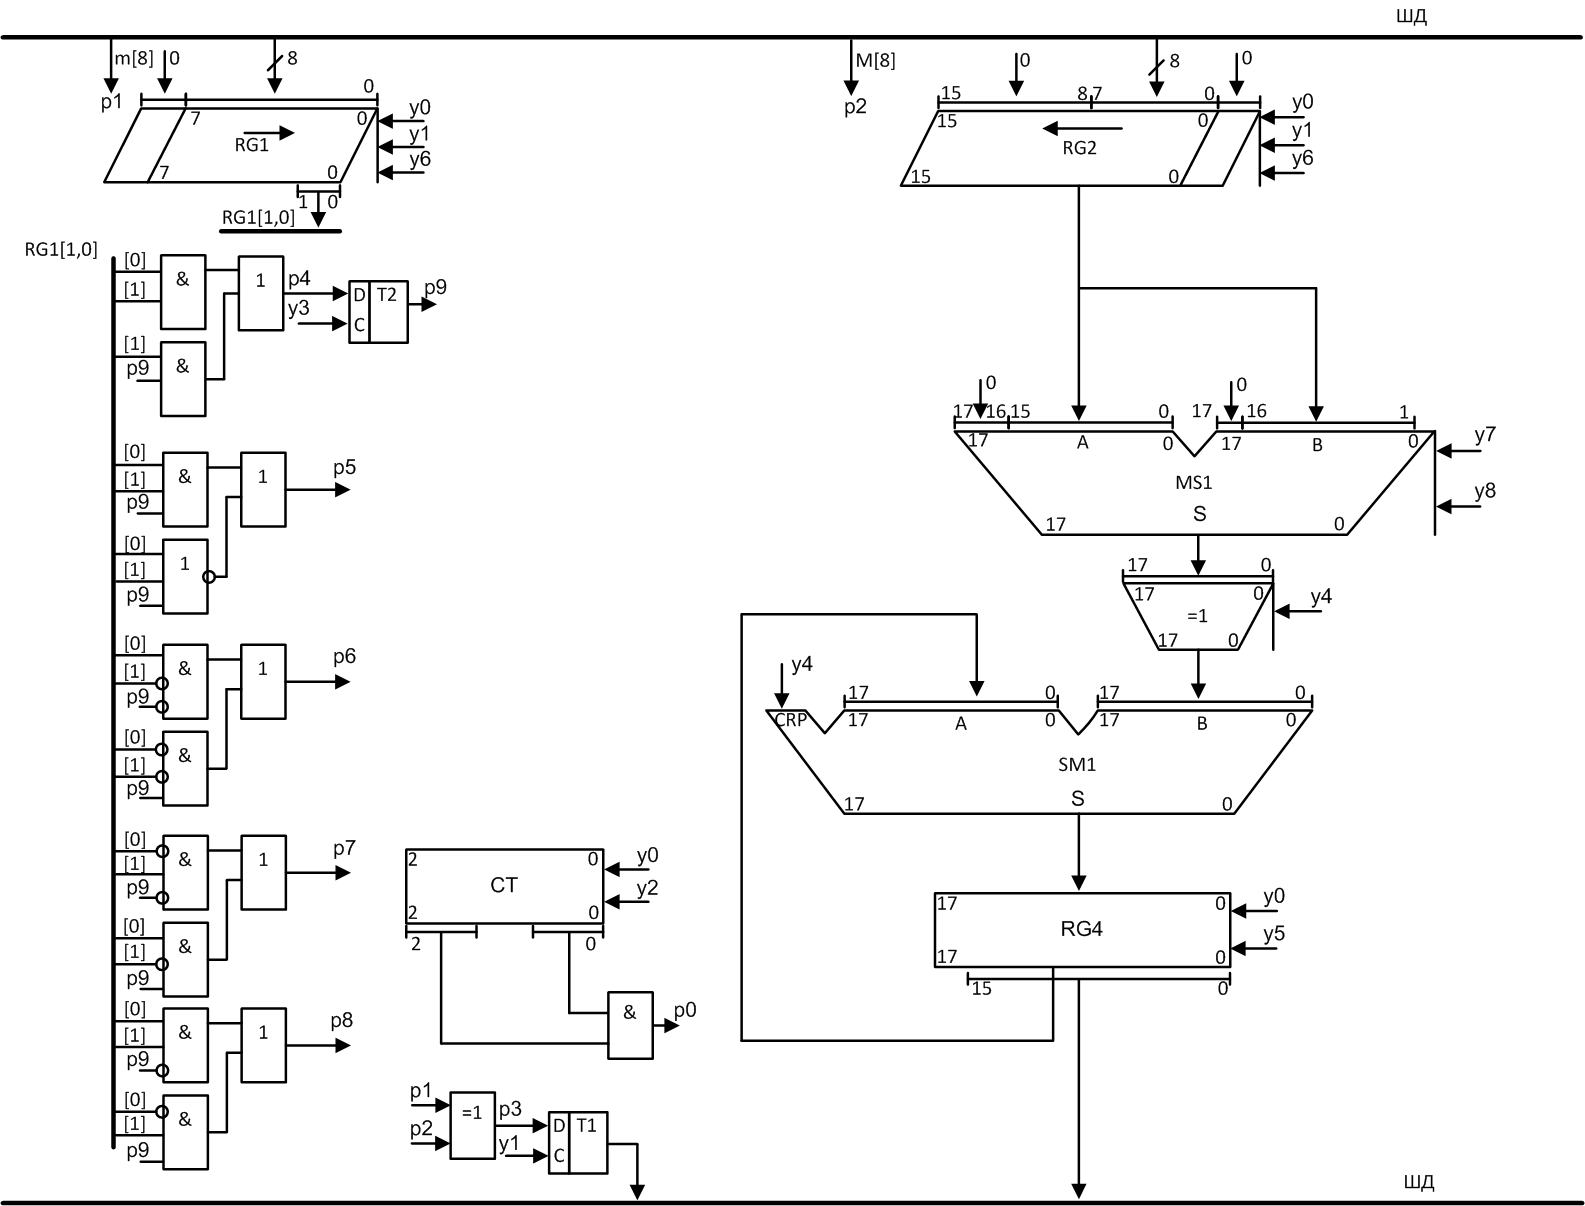 ШД
m[8] 0 8
p1
0
7 0
RG1
7 0
y0
y1
y6
1 0
RG1[1,0]
M[8] 0 8 0
p2
15 8 7 0
15 0
RG2
15 0
y0
y1
y6
RG1[1,0]
[0]
[1]
&
1
p4
y3
D T2
C
p9
[1]
p9
&
[0]
[1]
p9
&
1
p5
[0]
[1]
p9
1
[0]
[1]
p9
&
1
p6
[0]
[1]
p9
&
[0]
[1]
p9
&
1
p7
[0]
[1]
p9
&
[0]
[1]
p9
&
1
p8
[0]
[1]
p9
&
0 0
17 16 15 0 17 16 1
17 A 0 17 B 0
MS1
S
17 0
y7
y8
17 0
17 0
=1
17 0
y4
y4
17 0 17 0
CRP 17 A 0 17 B 0
SM1
S
17 0
2 0
CT
2 0
y0
y2
2 0
&
p0
17 0
RG4
17 0
y0
y5
15 0
p1
p2
=1
p3
y1
D T1
C
ШД